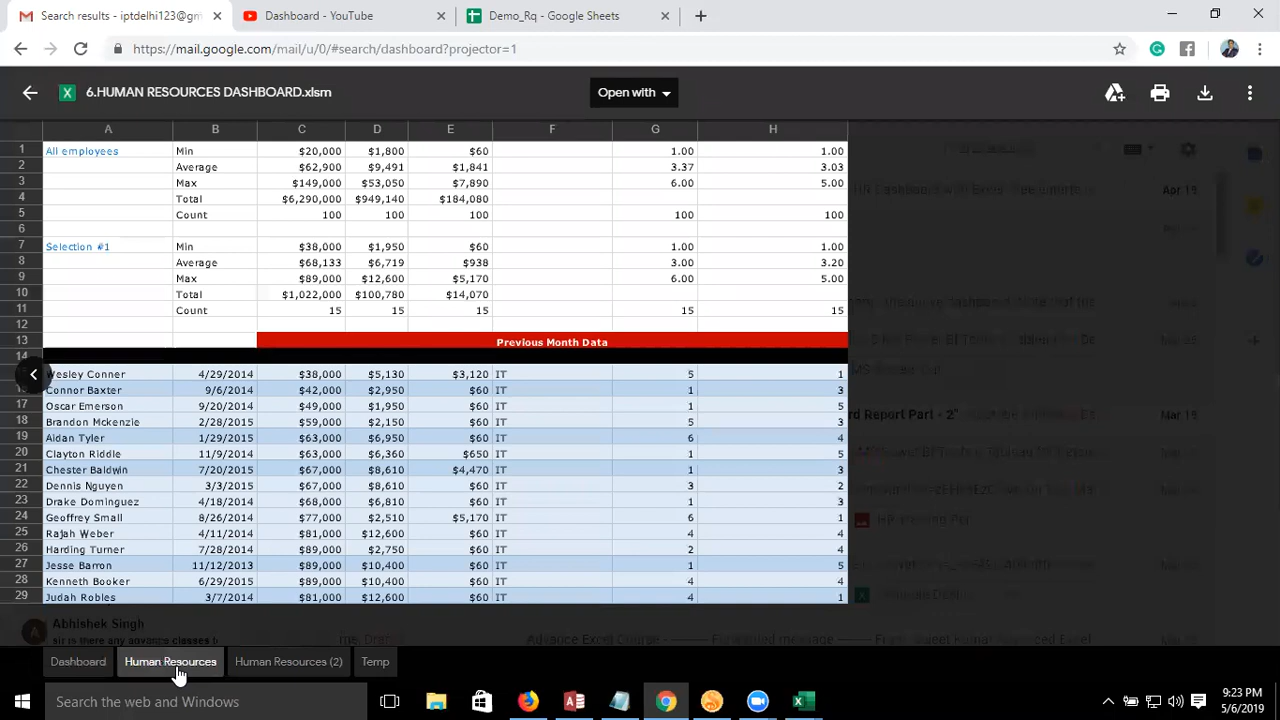 Search results - iptdelhi123@gm
Dashboard - YouTube
Demo_Rq - Google Sheets
https://mail.google.com/mail/u/0/#search/dashboard?projector=1
6.HUMAN RESOURCES DASHBOARD.xlsm
Open with
A B C D E F G H
1 All employees Min $20,000 $1,800 $60 1.00 1.00
2 Average $62,900 $9,491 $1,841 3.37 3.03
3 Max $149,000 $53,050 $7,890 6.00 5.00
4 Total $6,290,000 $949,140 $184,080
5 Count 100 100 100 100 100
6
7 Selection #1 Min $38,000 $1,950 $60 1.00 1.00
8 Average $68,133 $6,719 $938 3.00 3.20
9 Max $89,000 $12,600 $5,170 6.00 5.00
10 Total $1,022,000 $100,780 $14,070
11 Count 15 15 15 15 15
12
13 Previous Month Data
14
Wesley Conner 4/29/2014 $38,000 $5,130 $3,120 IT 5 1
Connor Baxter 9/6/2014 $42,000 $2,950 $60 IT 1 3
17 Oscar Emerson 9/20/2014 $49,000 $1,950 $60 IT 1 5
18 Brandon Mckenzie 2/28/2015 $59,000 $2,150 $60 IT 5 3
19 Aidan Tyler 1/29/2015 $63,000 $6,950 $60 IT 6 4
20 Clayton Riddle 11/9/2014 $63,000 $6,360 $650 IT 1 5
21 Chester Baldwin 7/20/2015 $67,000 $8,610 $4,470 IT 1 3
22 Dennis Nguyen 3/3/2015 $67,000 $8,610 $60 IT 3 2
23 Drake Dominguez 4/18/2014 $68,000 $6,810 $60 IT 1 3
24 Geoffrey Small 8/26/2014 $77,000 $2,510 $5,170 IT 6 1
25 Rajah Weber 4/11/2014 $81,000 $12,600 $60 IT 4 4
26 Harding Turner 7/28/2014 $89,000 $2,750 $60 IT 2 4
27 Jesse Barron 11/12/2013 $89,000 $10,400 $60 IT 1 5
28 Kenneth Booker 6/29/2015 $89,000 $10,400 $60 IT 4 4
29 Judah Robles 3/7/2014 $81,000 $12,600 $60 IT 4 1
Apr 19
Report Part - 2" Mar 19
A Abhishek Singh
sir is there any advance classes
Advance Excel Course - Forwarded message
Dashboard Human Resources Human Resources (2) Temp
Search the web and Windows
9:23 PM
5/6/2019